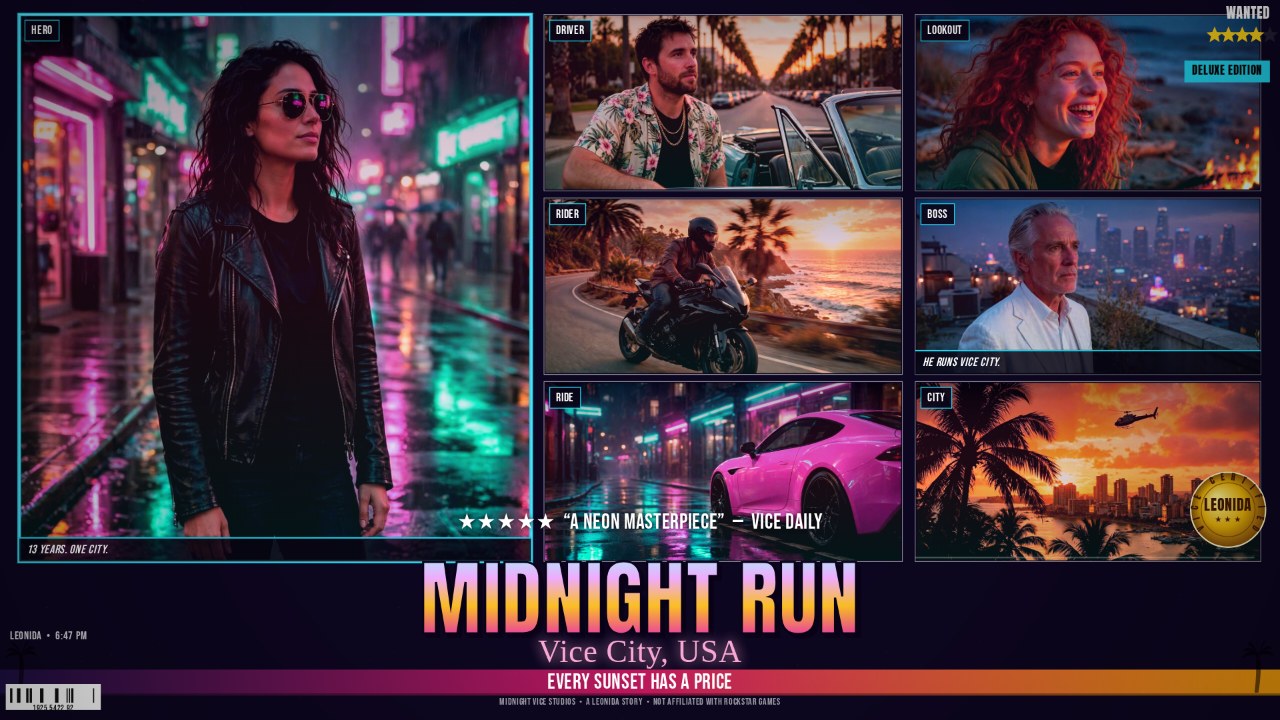 HERO
DRIVER
LOOKOUT
WANTED
DELUXE EDITION
RIDER
BOSS
HE RUNS VICE CITY.
RIDE
CITY
LEONIDA
★★★★★ “A NEON MASTERPIECE” — VICE DAILY
13 YEARS. ONE CITY.
MIDNIGHT RUN
Vice City, USA
LEONIDA • 6:47 PM
EVERY SUNSET HAS A PRICE
MIDNIGHT VICE STUDIOS • A LEONIDA STORY • NOT AFFILIATED WITH ROCKSTAR GAMES